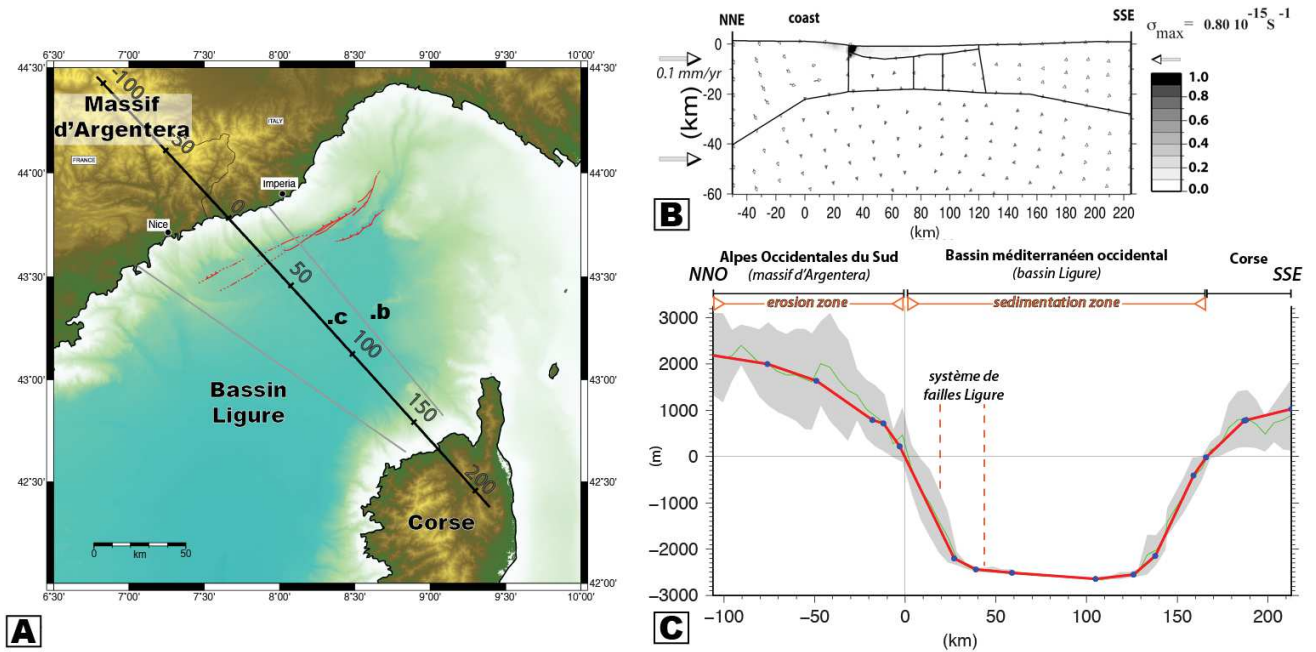 44°30'
44°00'
43°30'
43°00'
42°30'
42°00'
6°30'
7°00'
7°30'
8°00'
8°30'
9°00'
9°30'
10°00'
-100
-50
0
50
100
150
200
Massif
d'Argentera
ITALY
FRANCE
Imperia
Nice
.c
.b
Bassin
Ligure
Corse
0
50
km
A
NNE
coast
SSE
σmax = 0.80 10 -15 S -1
0.1 mm/yr
(km)
0
-20
-40
-60
-50 -40 -20 0 20 40 60 80 100 120 140 160 180 200 220
(km)
1.0
0.8
0.6
0.4
0.2
0.0
B
Alpes Occidentales du Sud
(massif d'Argentera)
Bassin méditerranéen occidental
(bassin Ligure)
Corse
NNO
SSE
erosion zone
sedimentation zone
système de
failles Ligure
3000
2000
1000
0
(m)
-1000
-2000
-3000
−100 −50 0 50 100 150 200
(km)
C